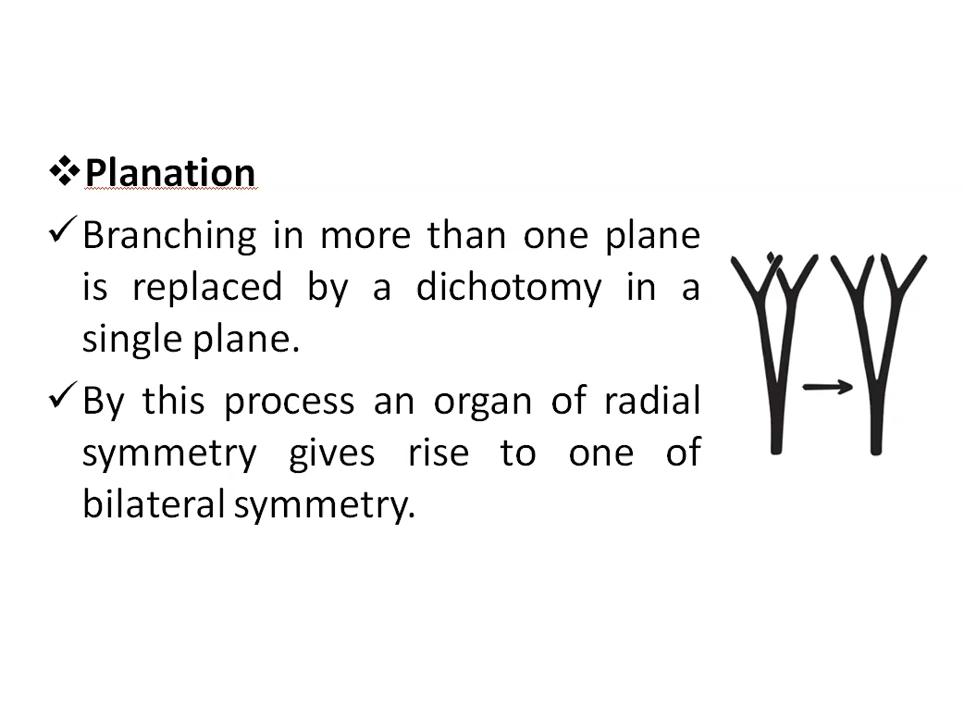 ❖Planation
✓Branching in more than one plane
is replaced by a dichotomy in a
single plane.
✓By this process an organ of radial
symmetry gives rise to one of
bilateral symmetry.